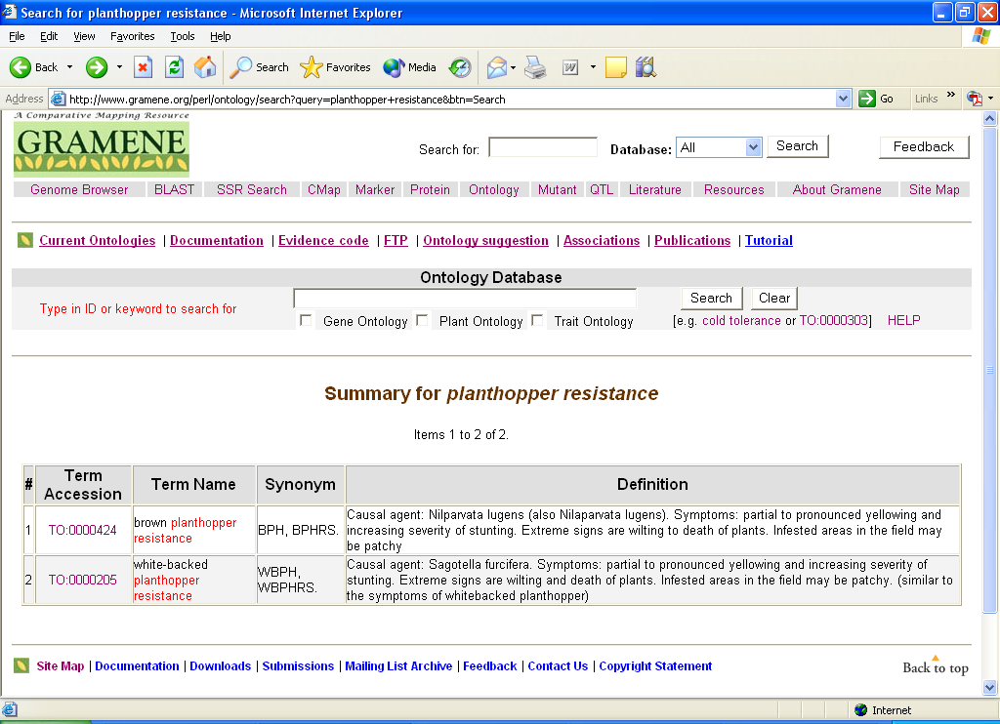 Search for planthopper resistance - Microsoft Internet Explorer
File Edit View Favorites Tools Help
Back Search Favorites Media
Address http://www.gramene.org/perl/ontology/search?query=planthopper+resistance&btn=Search Go Links »
A Comparative Mapping Resource
GRAMENE
Search for: Database: All Search Feedback
Genome Browser BLAST SSR Search CMap Marker Protein Ontology Mutant QTL Literature Resources About Gramene Site Map
Current Ontologies | Documentation | Evidence code | FTP | Ontology suggestion | Associations | Publications | Tutorial
Ontology Database
Type in ID or keyword to search for Search Clear
Gene Ontology Plant Ontology Trait Ontology [e.g. cold tolerance or TO:0000303] HELP
Summary for planthopper resistance
Items 1 to 2 of 2.
# Term Accession Term Name Synonym Definition
1 TO:0000424 brown planthopper resistance BPH, BPHRS. Causal agent: Nilparvata lugens (also Nilaparvata lugens). Symptoms: partial to pronounced yellowing and
increasing severity of stunting. Extreme signs are wilting to death of plants. Infested areas in the field may
be patchy
2 TO:0000205 white-backed planthopper resistance WBPH, WBPHRS. Causal agent: Sagotella furcifera. Symptoms: partial to pronounced yellowing and increasing severity of
stunting. Extreme signs are wilting and death of plants. Infested areas in the field may be patchy. (similar to
the symptoms of whitebacked planthopper)
Site Map | Documentation | Downloads | Submissions | Mailing List Archive | Feedback | Contact Us | Copyright Statement
Back to top
Internet